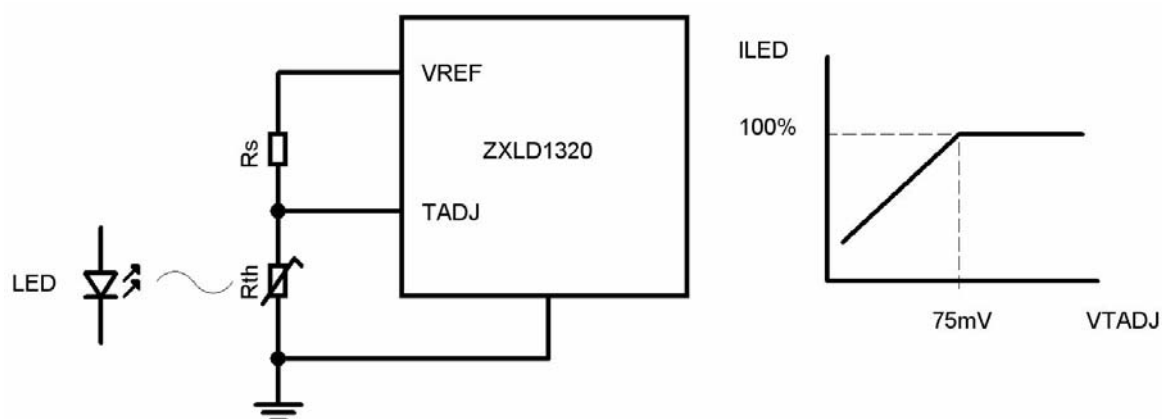 VREF
Rs
ZXLD1320
TADJ
LED
Rth
ILED
100%
75mV
VTADJ